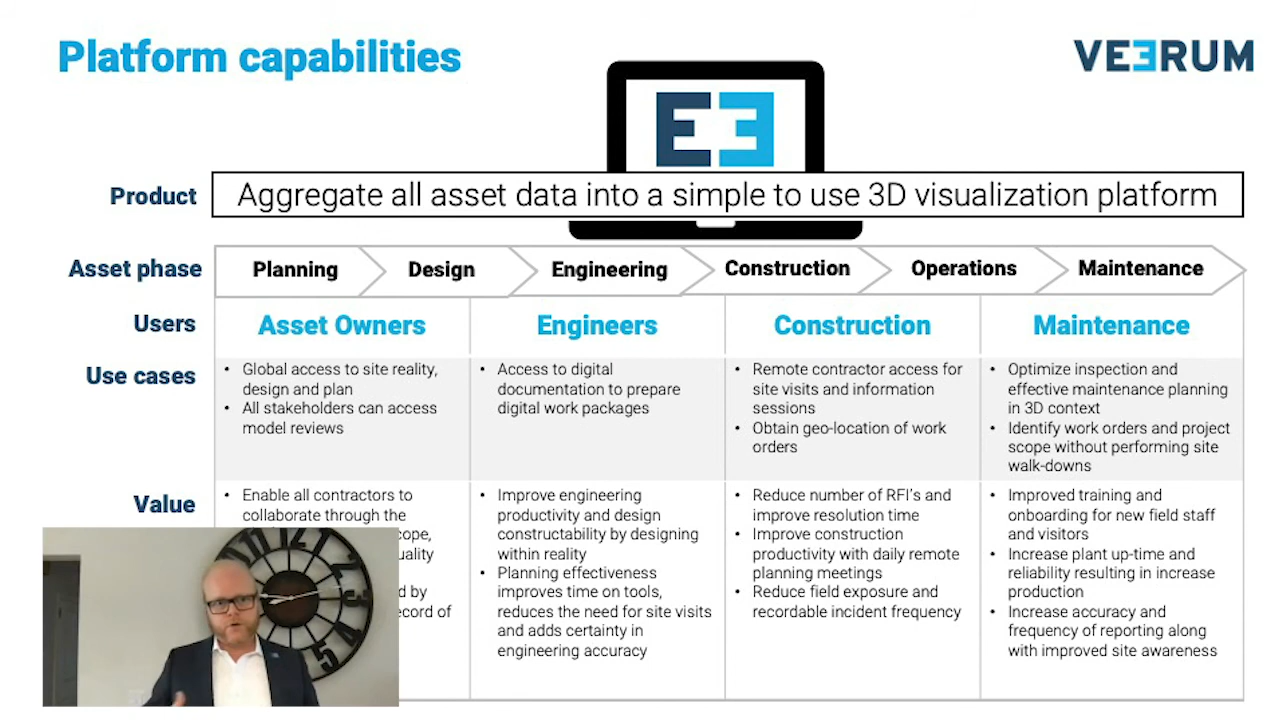 Platform capabilities
VEERUM
Product
Aggregate all asset data into a simple to use 3D visualization platform
Asset phase
Planning
Design
Engineering
Construction
Operations
Maintenance
Users
Asset Owners
Engineers
Construction
Maintenance
Use cases
• Global access to site reality,
design and plan
• All stakeholders can access
model reviews
• Access to digital
documentation to prepare
digital work packages
• Remote contractor access for
site visits and information
sessions
• Obtain geo-location of work
orders
• Optimize inspection and
effective maintenance planning
in 3D context
• Identify work orders and project
scope without performing site
walk-downs
Value
• Enable all contractors to
collaborate through the
• Improve engineering
productivity and design
constructability by designing
within reality
• Planning effectiveness
improves time on tools,
reduces the need for site visits
and adds certainty in
engineering accuracy
• Reduce number of RFI's and
improve resolution time
• Improve construction
productivity with daily remote
planning meetings
• Reduce field exposure and
recordable incident frequency
• Improved training and
onboarding for new field staff
and visitors
• Increase plant up-time and
reliability resulting in increase
production
• Increase accuracy and
frequency of reporting along
with improved site awareness
by
of
11
12
2
3
4
5